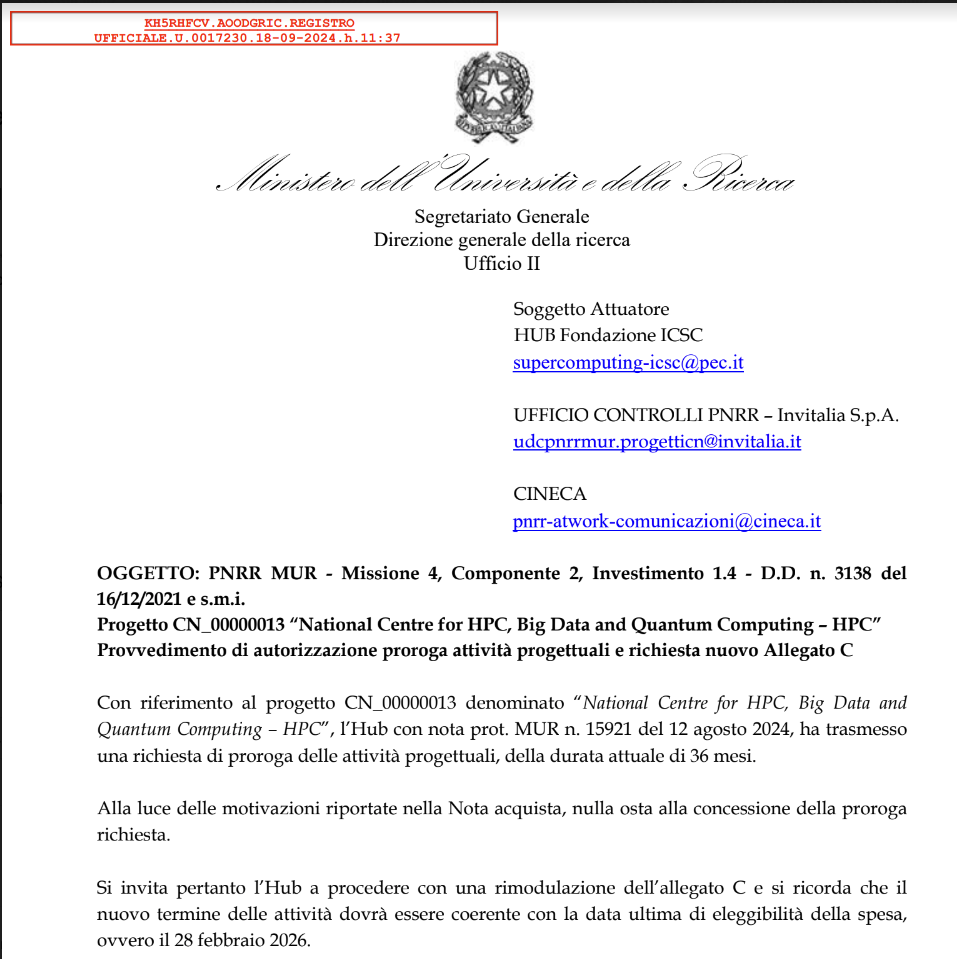 KH5RHFCV.AOODGRIC.REGISTRO
UFFICIALE.U.0017230.18-09-2024.h.11:37
Ministero dell'Università e della Ricerca
Segretariato Generale
Direzione generale della ricerca
Ufficio II
Soggetto Attuatore
HUB Fondazione ICSC
supercomputing-icsc@pec.it
UFFICIO CONTROLLI PNRR – Invitalia S.p.A.
udcpnrrmur.progetticn@invitalia.it
CINECA
pnrr-atwork-comunicazioni@cineca.it
OGGETTO: PNRR MUR - Missione 4, Componente 2, Investimento 1.4 - D.D. n. 3138 del
16/12/2021 e s.m.i.
Progetto CN_00000013 “National Centre for HPC, Big Data and Quantum Computing – HPC”
Provvedimento di autorizzazione proroga attività progettuali e richiesta nuovo Allegato C
Con riferimento al progetto CN_00000013 denominato “National Centre for HPC, Big Data and
Quantum Computing – HPC”, l’Hub con nota prot. MUR n. 15921 del 12 agosto 2024, ha trasmesso
una richiesta di proroga delle attività progettuali, della durata attuale di 36 mesi.
Alla luce delle motivazioni riportate nella Nota acquista, nulla osta alla concessione della proroga
richiesta.
Si invita pertanto l’Hub a procedere con una rimodulazione dell’allegato C e si ricorda che il
nuovo termine delle attività dovrà essere coerente con la data ultima di eleggibilità della spesa,
ovvero il 28 febbraio 2026.